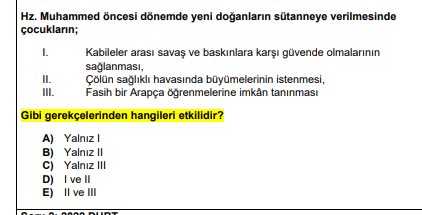 Hz. Muhammed öncesi dönemde yeni doğanların sütanneye verilmesinde
çocukların;
I. Kabileler arası savaş ve baskınlara karşı güvende olmalarının
sağlanması,
II. Çölün sağlıklı havasında büyümelerinin istenmesi,
III. Fasih bir Arapça öğrenmelerine imkân tanınması
Gibi gerekçelerinden hangileri etkilidir?
A) Yalnız I
B) Yalnız II
C) Yalnız III
D) I ve II
E) II ve III